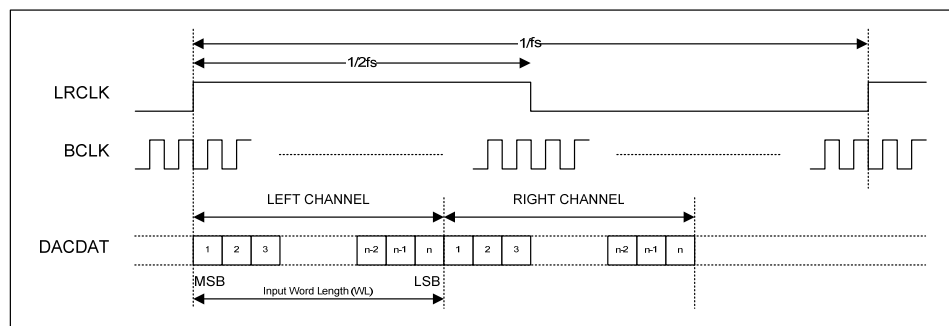 1/fs
1/2fs
LRCLK
BCLK
LEFT CHANNEL RIGHT CHANNEL
DACDAT 1 2 3 n-2 n-1 n 1 2 3 n-2 n-1 n
MSB LSB
Input Word Length (WL)